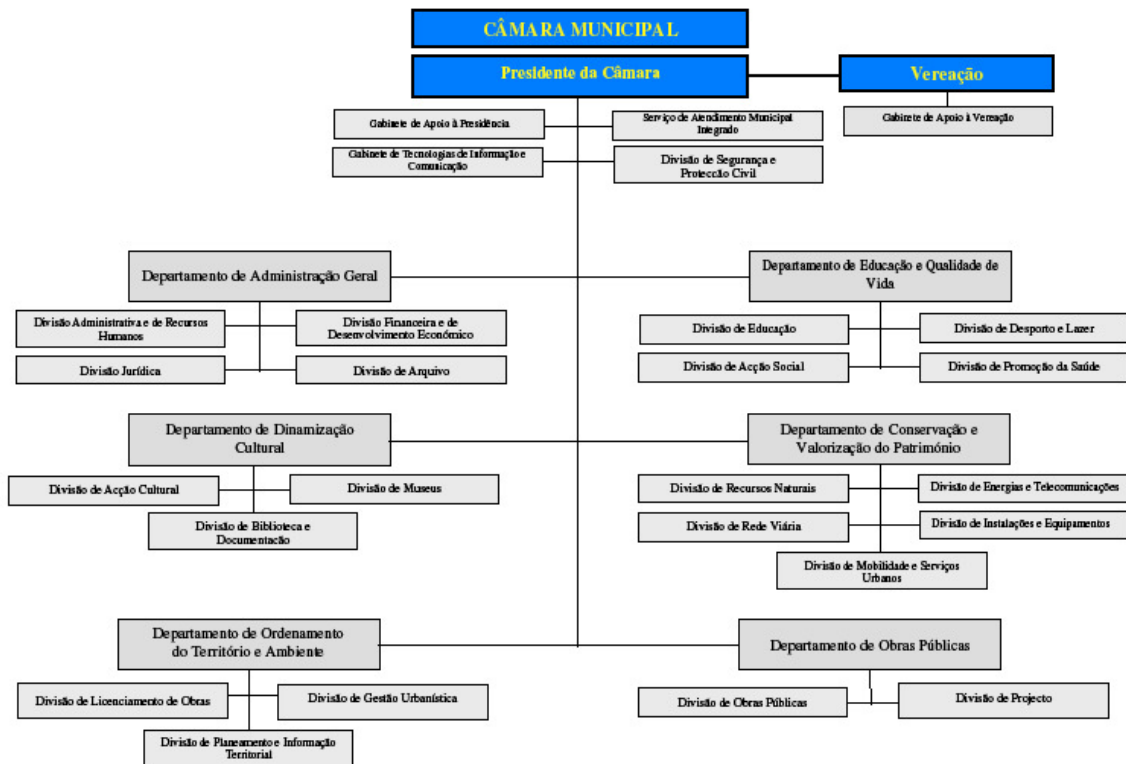 CÂMARA MUNICIPAL
Presidente da Câmara
Vereação
Gabinete de Apoio à Presidência
Serviço de Atendimento Municipal
Integrado
Gabinete de Apoio à Vereação
Gabinete de Tecnologias de Informação e
Comunicação
Divisão de Segurança e
Protecção Civil
Departamento de Administração Geral
Departamento de Educação e Qualidade de
Vida
Divisão Administrativa e de Recursos
Humanos
Divisão Financeira e de
Desenvolvimento Económico
Divisão de Educação
Divisão de Desporto e Lazer
Divisão Jurídica
Divisão de Arquivo
Divisão de Acção Social
Divisão de Promoção da Saúde
Departamento de Dinamização
Cultural
Departamento de Conservação e
Valorização do Património
Divisão de Acção Cultural
Divisão de Museus
Divisão de Recursos Naturais
Divisão de Energias e Telecomunicações
Divisão de Biblioteca e
Documentação
Divisão de Rede Viária
Divisão de Instalações e Equipamentos
Divisão de Mobilidade e Serviços
Urbanos
Departamento de Ordenamento
do Território e Ambiente
Departamento de Obras Públicas
Divisão de Licenciamento de Obras
Divisão de Gestão Urbanística
Divisão de Obras Públicas
Divisão de Projecto
Divisão de Planeamento e Informação
Territorial